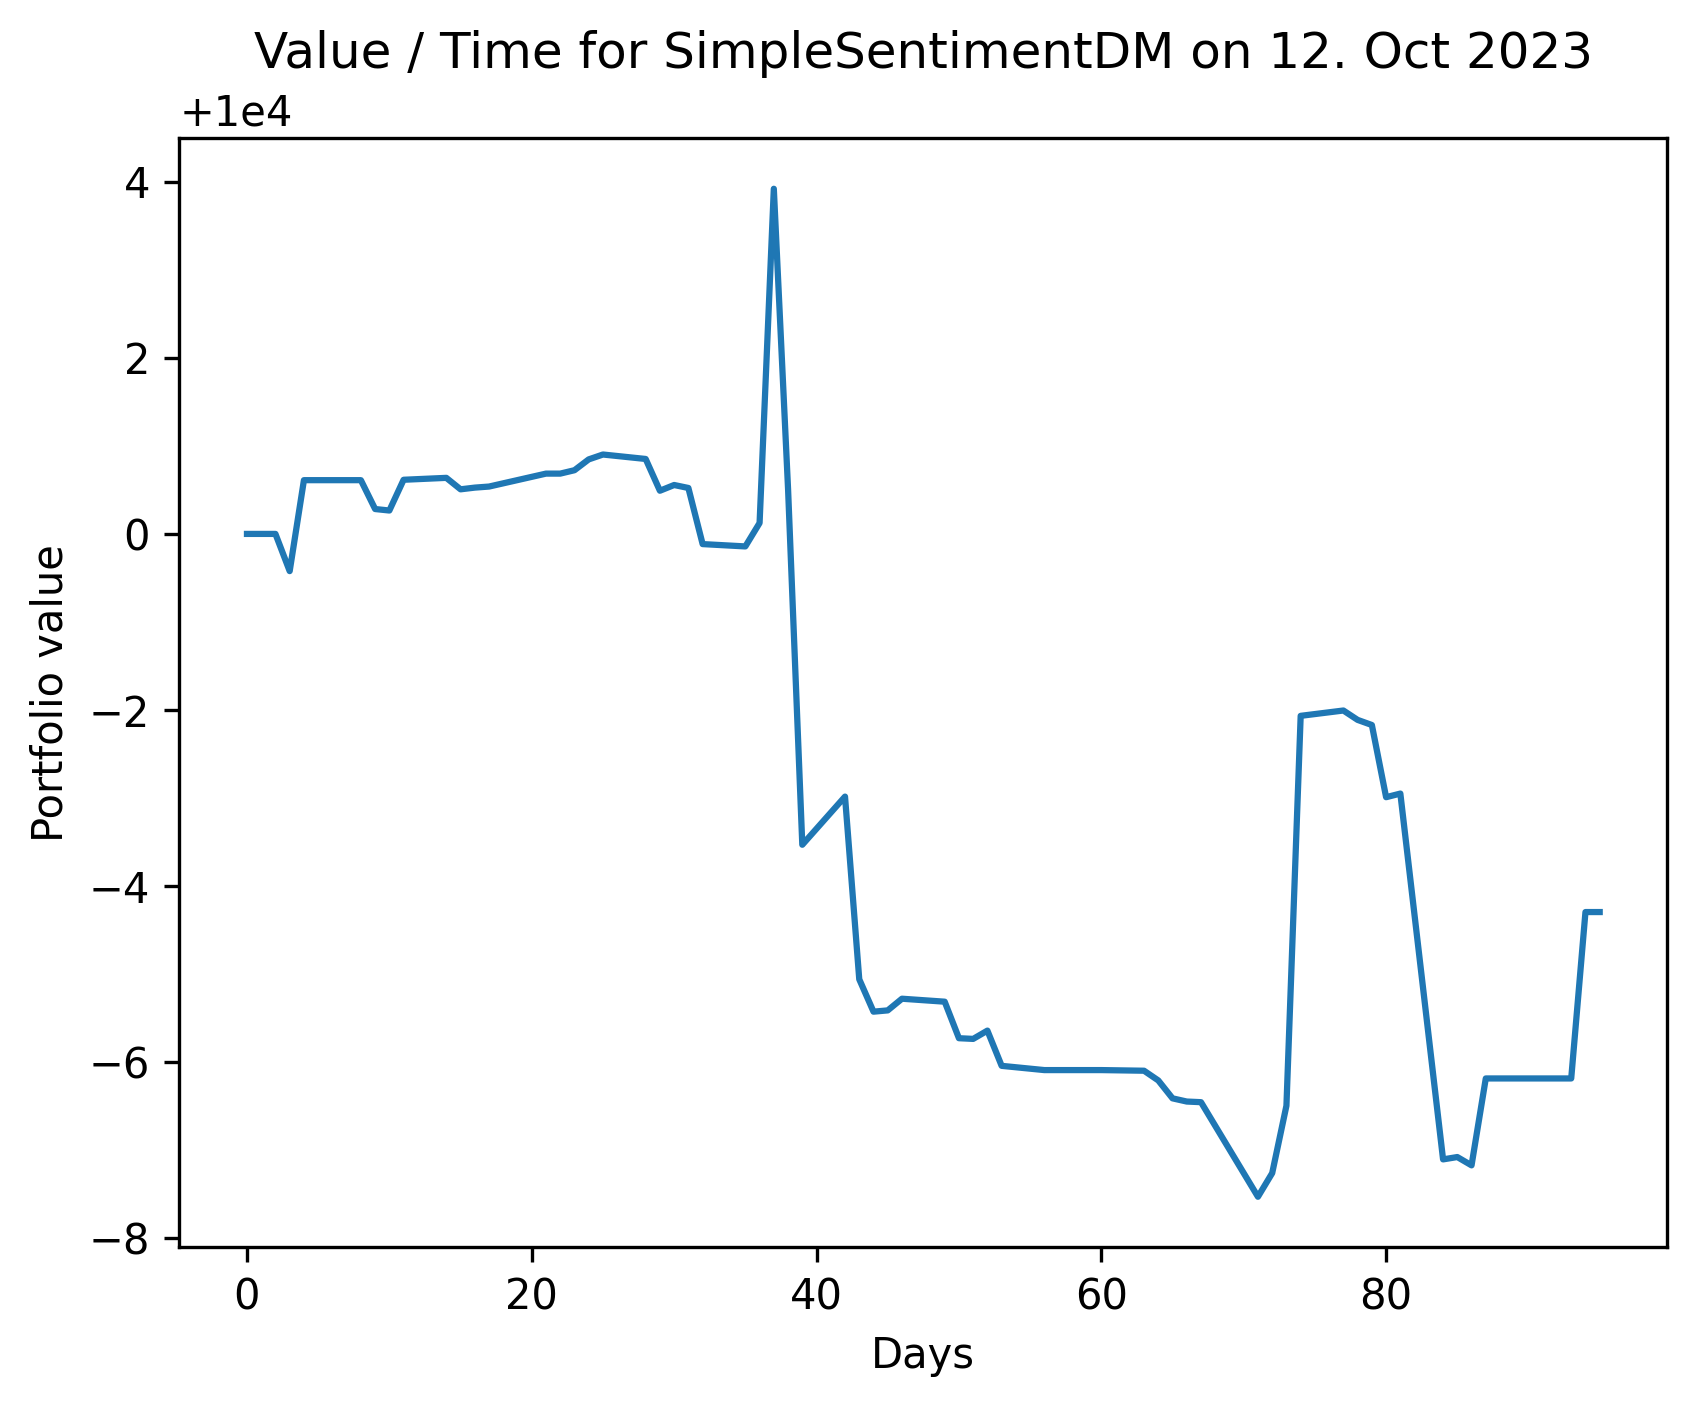 Value / Time for SimpleSentimentDM on 12. Oct 2023
+1e4
4
2
0
−2
−4
−6
−8
Portfolio value
0 20 40 60 80
Days